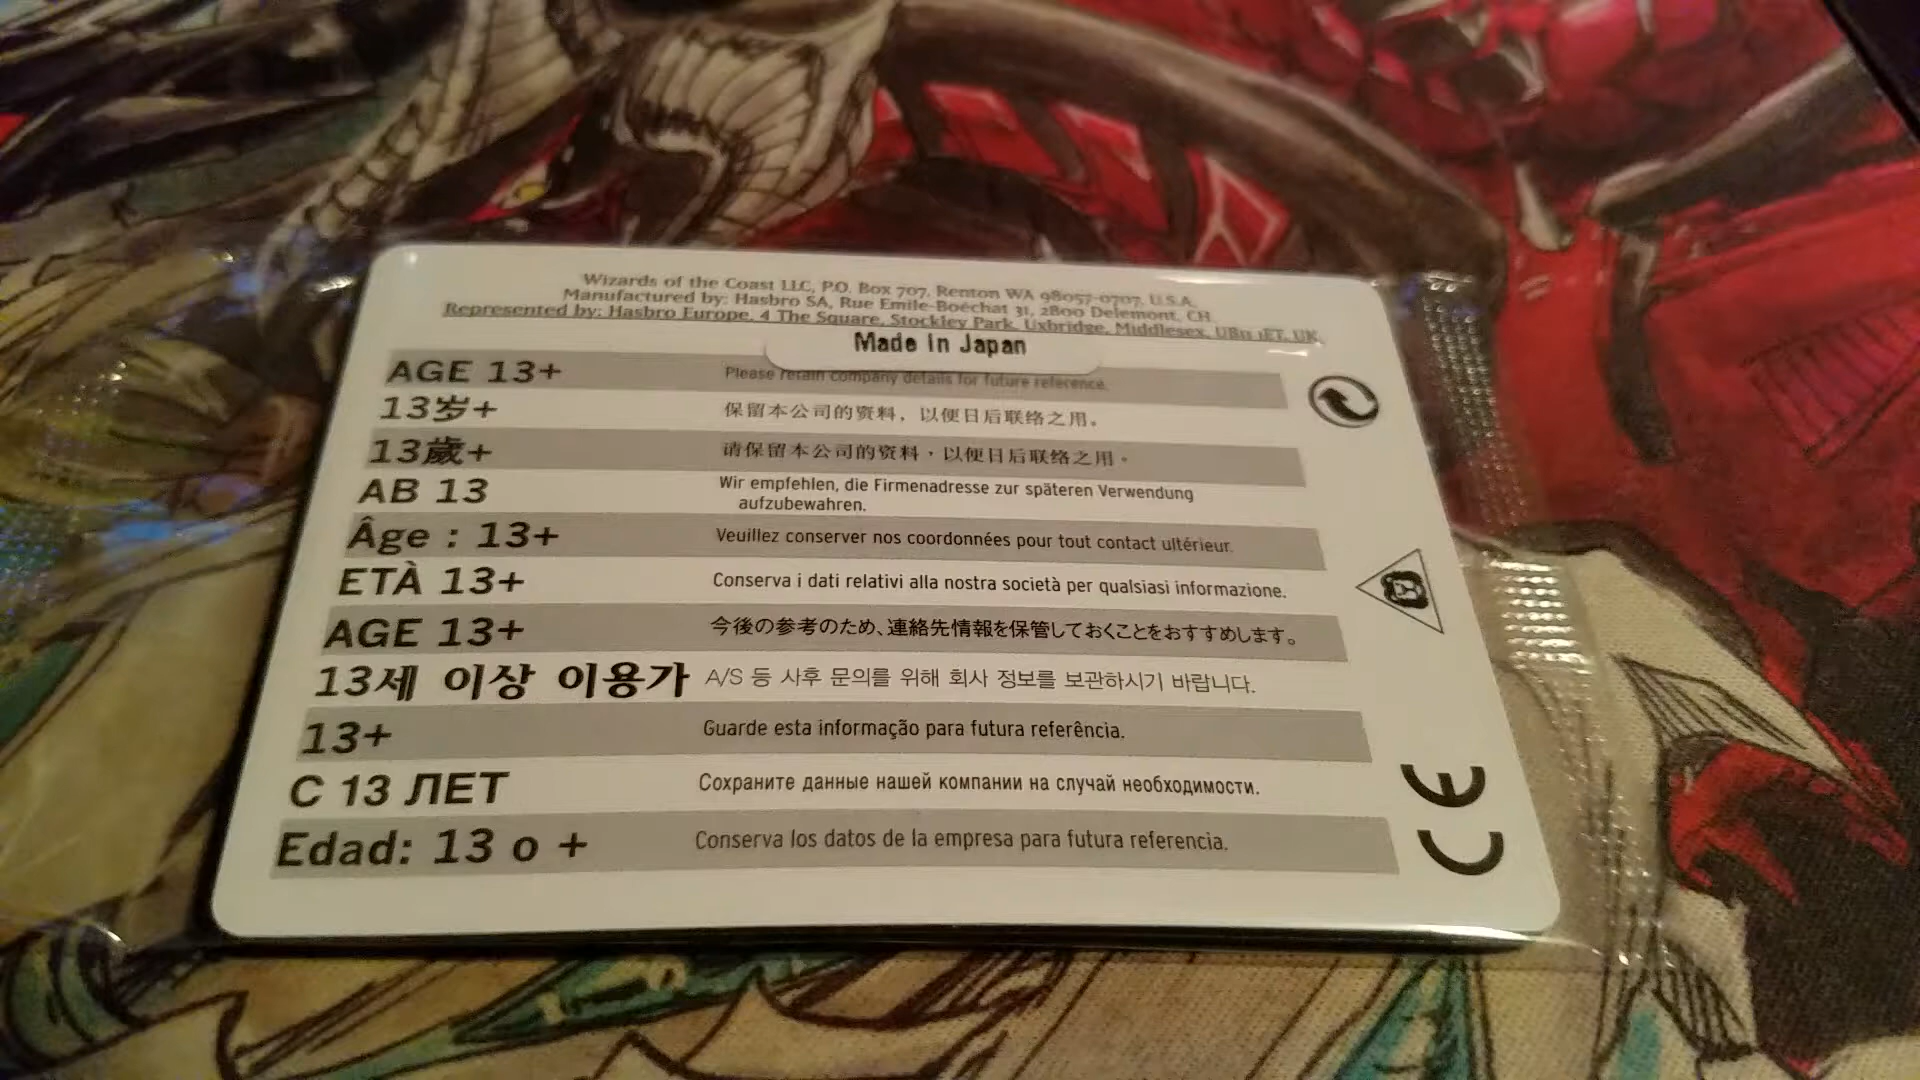 Wizards of the Coast LLC, P.O. Box 707, Renton WA 98057-0707, U.S.A.
Manufactured by: Hasbro SA, Rue Emile-Boéchat 31, 2800 Delemont, CH
Represented by: Hasbro Europe, 4 The Square, Stockley Park, Uxbridge, Middlesex, UB11 1ET, UK
Made in Japan
AGE 13+ Please retain company details for future reference.
13岁+ 保留本公司的资料，以便日后联络之用。
13歲+ 请保留本公司的资料，以便日后联络之用。
AB 13 Wir empfehlen, die Firmenadresse zur späteren Verwendung
aufzubewahren.
Âge : 13+ Veuillez conserver nos coordonnées pour tout contact ultérieur.
ETÀ 13+ Conserva i dati relativi alla nostra società per qualsiasi informazione.
AGE 13+ 今後の参考のため、連絡先情報を保管しておくことをおすすめします。
13세 이상 이용가 A/S 등 사후 문의를 위해 회사 정보를 보관하시기 바랍니다.
13+ Guarde esta informação para futura referência.
С 13 ЛЕТ Сохраните данные нашей компании на случай необходимости.
Edad: 13 o + Conserva los datos de la empresa para futura referencia.
CE